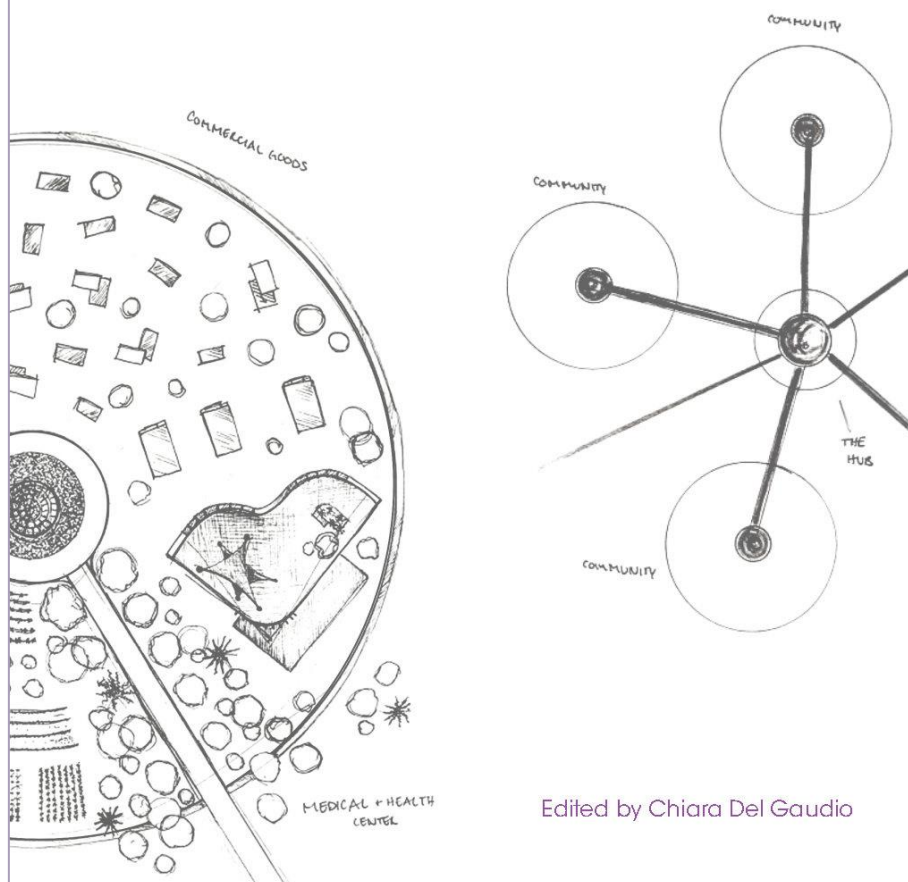 COMMERCIAL GOODS
COMMUNITY
COMMUNITY
THE
HUB
COMMUNITY
MEDICAL + HEALTH
CENTER
Edited by Chiara Del Gaudio